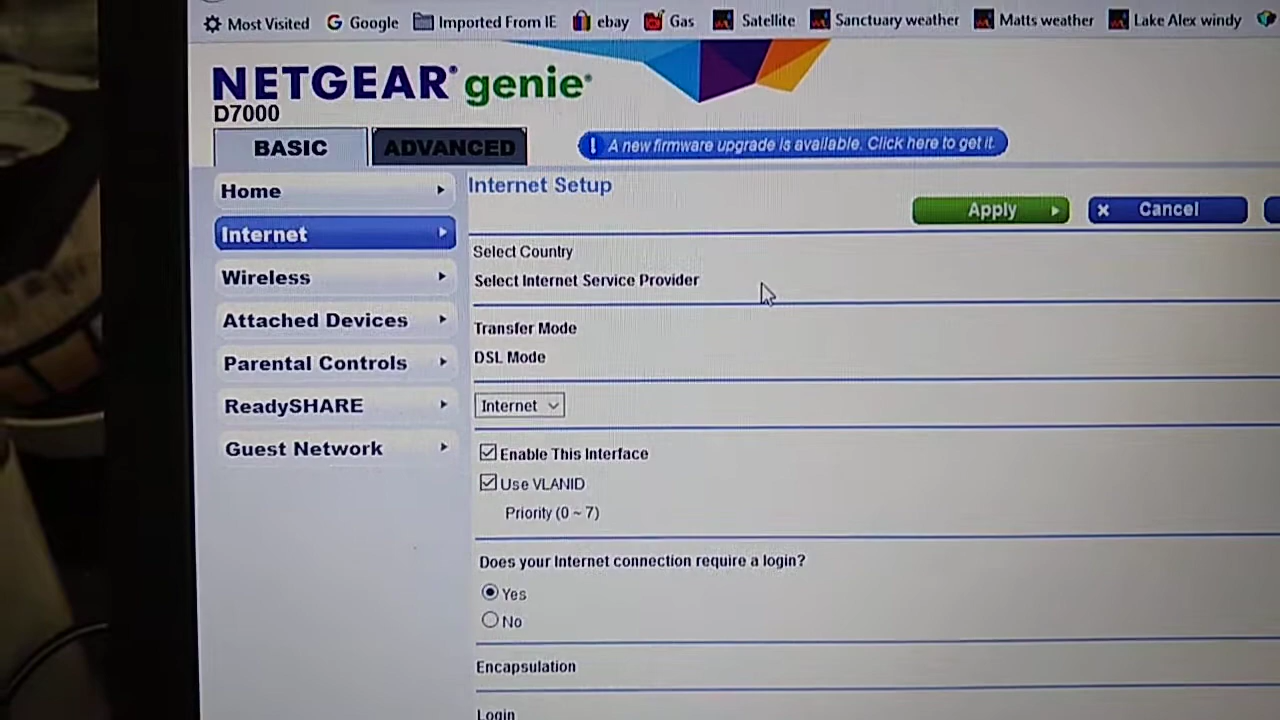 Most Visited Google Imported From IE ebay Gas Satellite Sanctuary weather Matts weather Lake Alex windy
NETGEAR® genie®
D7000
BASIC ADVANCED ! A new firmware upgrade is available. Click here to get it.
Home
Internet
Wireless
Attached Devices
Parental Controls
ReadySHARE
Guest Network
Internet Setup
Apply × Cancel
Select Country
Select Internet Service Provider
Transfer Mode
DSL Mode
Internet
Enable This Interface
Use VLANID
Priority (0 ~ 7)
Does your Internet connection require a login?
Yes
No
Encapsulation
Login